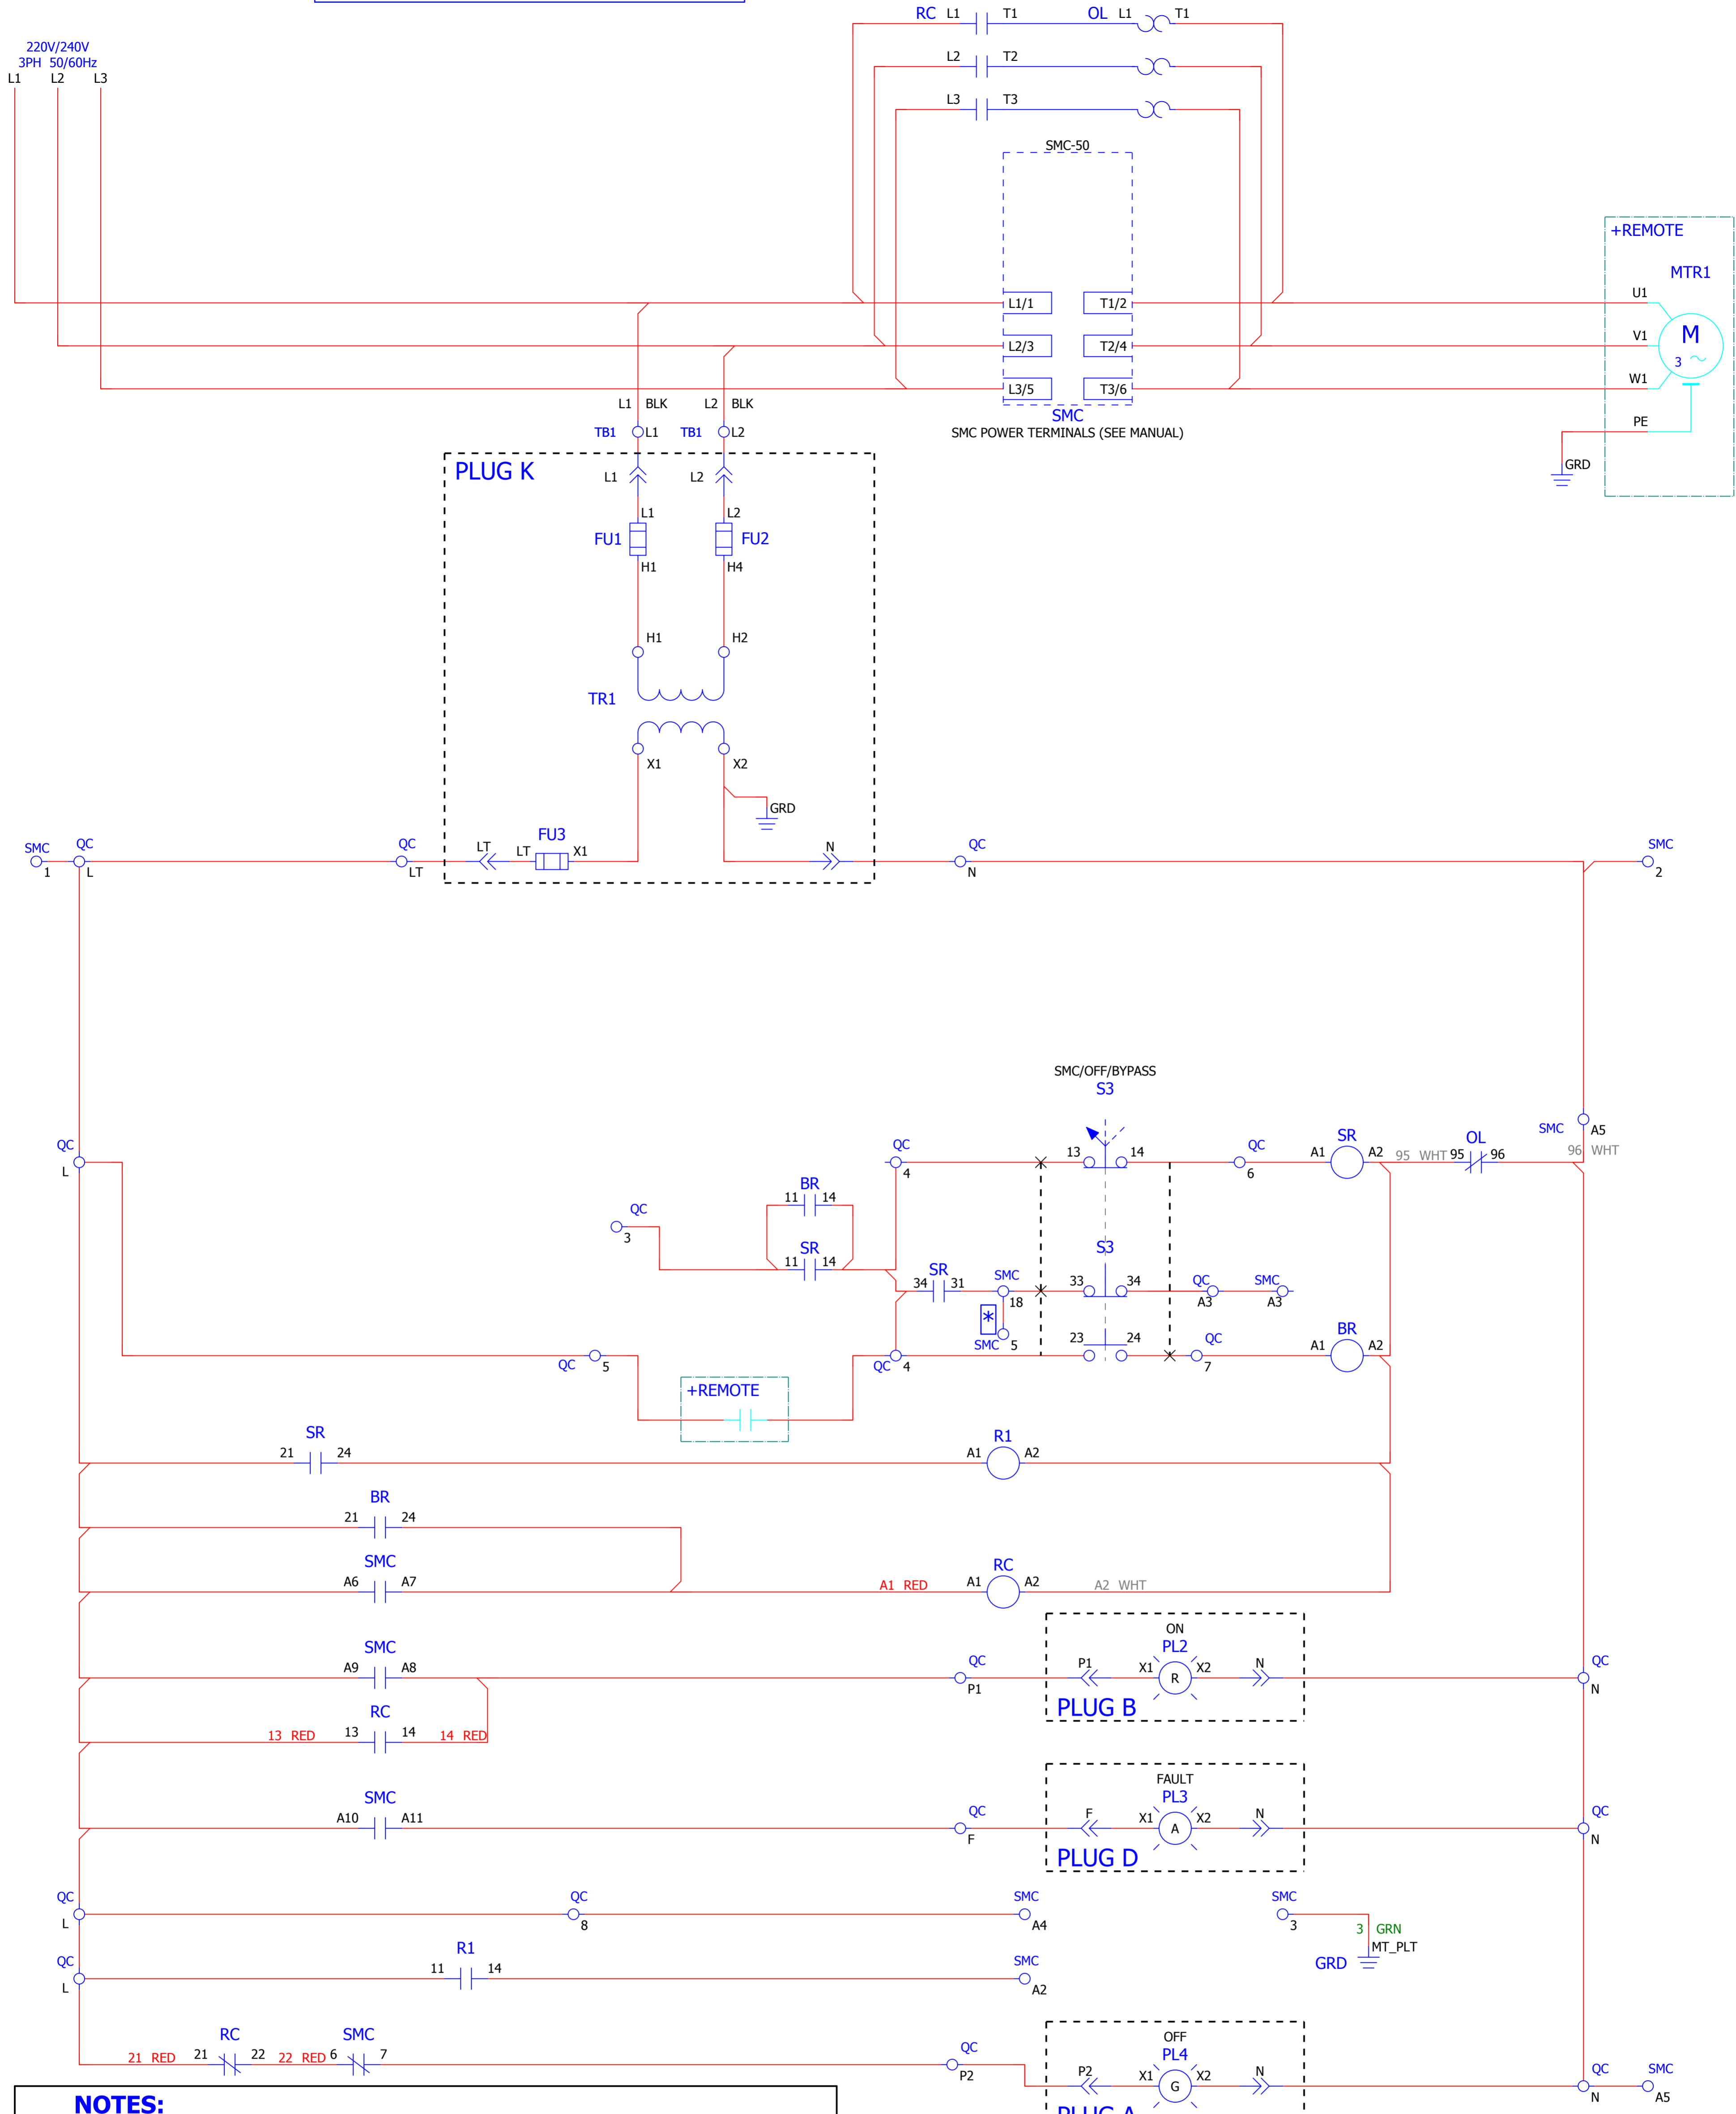 RC L1 T1 OL L1 T1
220V/240V
3PH 50/60Hz
L1 L2 L3
L2 T2
L3 T3
SMC-50
+REMOTE
MTR1
L1/1 T1/2 U1
L2/3 T2/4 V1
M
3
L3/5 T3/6 W1
L1 BLK L2 BLK
SMC
TB1 L1 TB1 L2
SMC POWER TERMINALS (SEE MANUAL)
PE
GRD
PLUG K
L1 L2
L1 L2
FU1 FU2
H1 H4
H1 H2
TR1
X1 X2
GRD
FU3
SMC QC QC LT LT X1 N QC SMC
1 L LT N 2
SMC/OFF/BYPASS
S3
SMC A5
QC QC 13 14 QC SR OL
A1 A2 95 WHT 95 96 96 WHT
L 4 6
BR
11 14
QC
3
SR S3
11 14
SR SMC QC SMC
34 31 33 34
18 A3 A3
*
SMC 5 23 24 QC BR
A1 A2
QC 5 QC 4 7
+REMOTE
SR R1
21 24 A1 A2
BR
21 24
SMC RC
A6 A7 A1 RED A1 A2 A2 WHT
ON
SMC PL2
A9 A8 QC P1 X1 R X2 N QC
P1 N
RC PLUG B
13 RED 13 14 14 RED
FAULT
SMC PL3
A10 A11 QC F X1 A X2 N QC
F N
PLUG D
QC QC SMC SMC
L 8 A4 3
3 GRN
MT_PLT
GRD
QC R1 SMC
11 14
L A2
OFF
RC SMC QC PL4
21 RED 21 22 22 RED 6 7 P2 P2 X1 G X2 N QC SMC
N A5
NOTES:
PLUG A